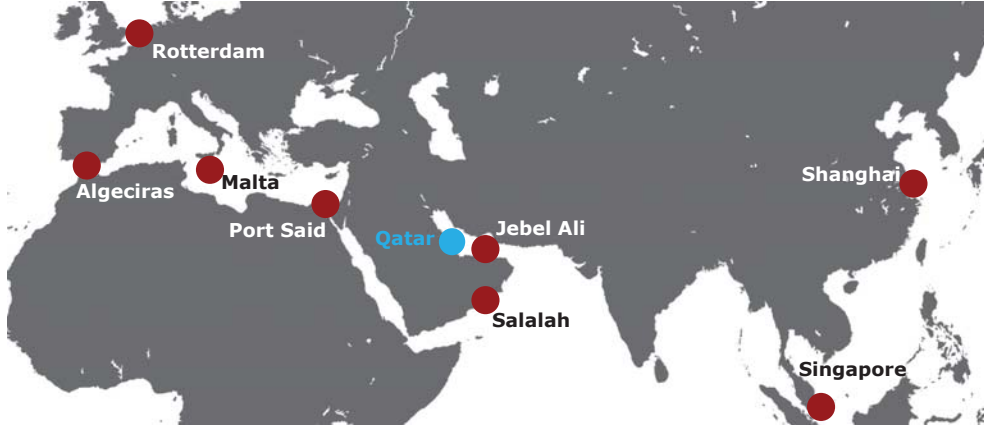 Rotterdam
Shanghai
Malta
Algeciras
Jebel Ali
Port Said
Qatar
Salalah
Singapore